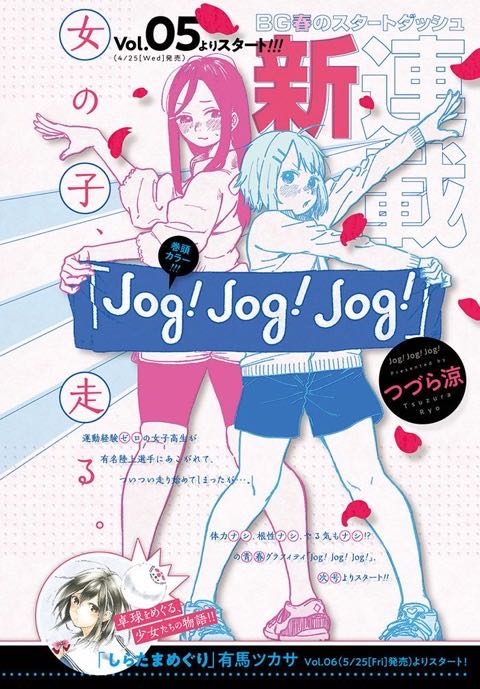 BG春のスタートダッシュ
新連載
Vol.05よりスタート!!!
(4/25[Wed]発売)
女の子、走る。
巻頭
カラー!!!
「Jog! Jog! Jog!」
Jog! Jog! Jog!
Presented by
つづら涼
Tsuzura
Ryo
運動経験ゼロの女子高生が
有名陸上選手にあこがれて、
ついつい走り始めてしまったが…。
体力ナシ、根性ナシ、やる気もナシ!?
の青春グラフィティ「Jog! Jog! Jog!」、
次号よりスタート!!
卓球をめぐる、
少女たちの物語!!
「しらたまめぐり」有馬ツカサ Vol.06(5/25[Fri]発売)よりスタート!